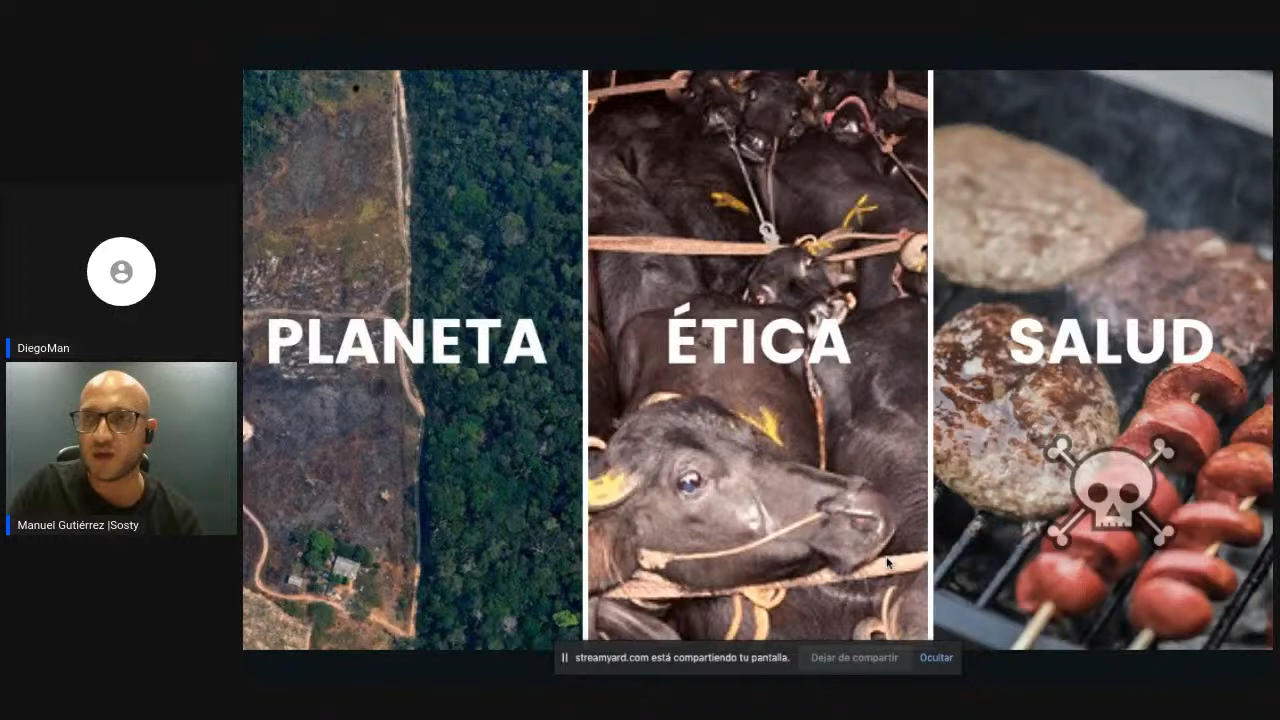 PLANETA
ÉTICA
SALUD
DiegoMan
Manuel Gutiérrez |Sosty
streamyard.com está compartiendo tu pantalla.
Dejar de compartir
Ocultar